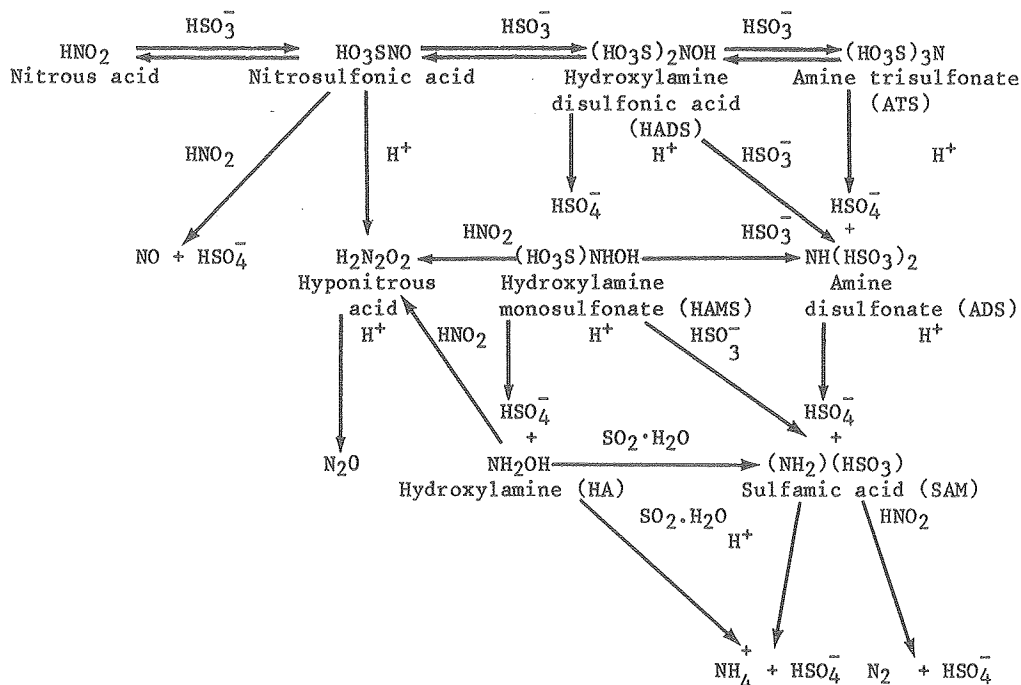 HSO₃⁻ HSO₃⁻ HSO₃⁻
HNO₂ HO₃SNO (HO₃S)₂NOH (HO₃S)₃N
Nitrous acid Nitrosulfonic acid Hydroxylamine Amine trisulfonate
disulfonic acid (ATS)
(HADS)
HNO₂ H⁺ H⁺ HSO₃⁻ H⁺
HSO₄⁻ HSO₄⁻
+
HNO₂ HSO₃⁻
NO + HSO₄⁻ H₂N₂O₂ (HO₃S)NHOH NH(HSO₃)₂
Hyponitrous Hydroxylamine Amine
acid monosulfonate (HAMS) disulfonate (ADS)
H⁺ HNO₂ H⁺ HSO₃⁻ H⁺
HSO₄⁻ HSO₄⁻
+ SO₂·H₂O +
N₂O NH₂OH (NH₂)(HSO₃)
Hydroxylamine (HA) Sulfamic acid (SAM)
SO₂.H₂O HNO₂
H⁺
NH₄⁺ + HSO₄⁻ N₂ + HSO₄⁻